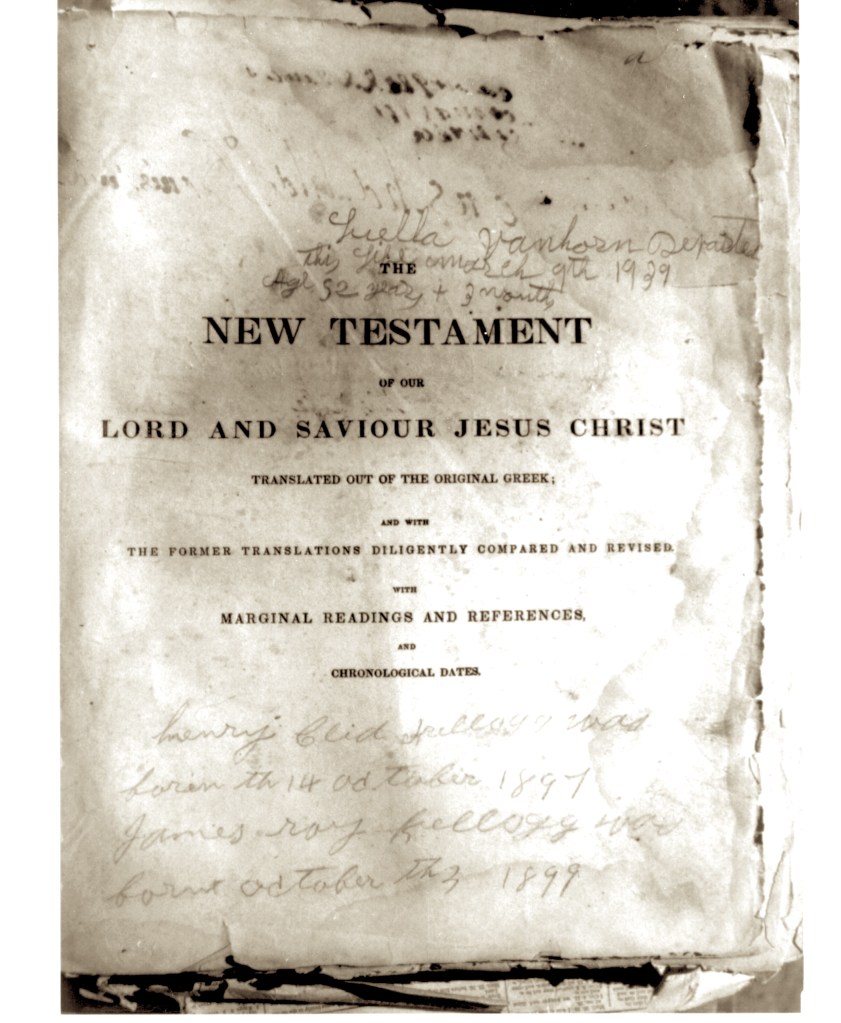 Luella Vanhorn Departed
this life march 9th 1939
THE
Age 52 years + 3 month
NEW TESTAMENT
OF OUR
LORD AND SAVIOUR JESUS CHRIST
TRANSLATED OUT OF THE ORIGINAL GREEK;
AND WITH
THE FORMER TRANSLATIONS DILIGENTLY COMPARED AND REVISED.
WITH
MARGINAL READINGS AND REFERENCES,
AND
CHRONOLOGICAL DATES.
henry Clid kellogg was
boren th 14 october 1897
James roy kellogg was
born october th 3 1899